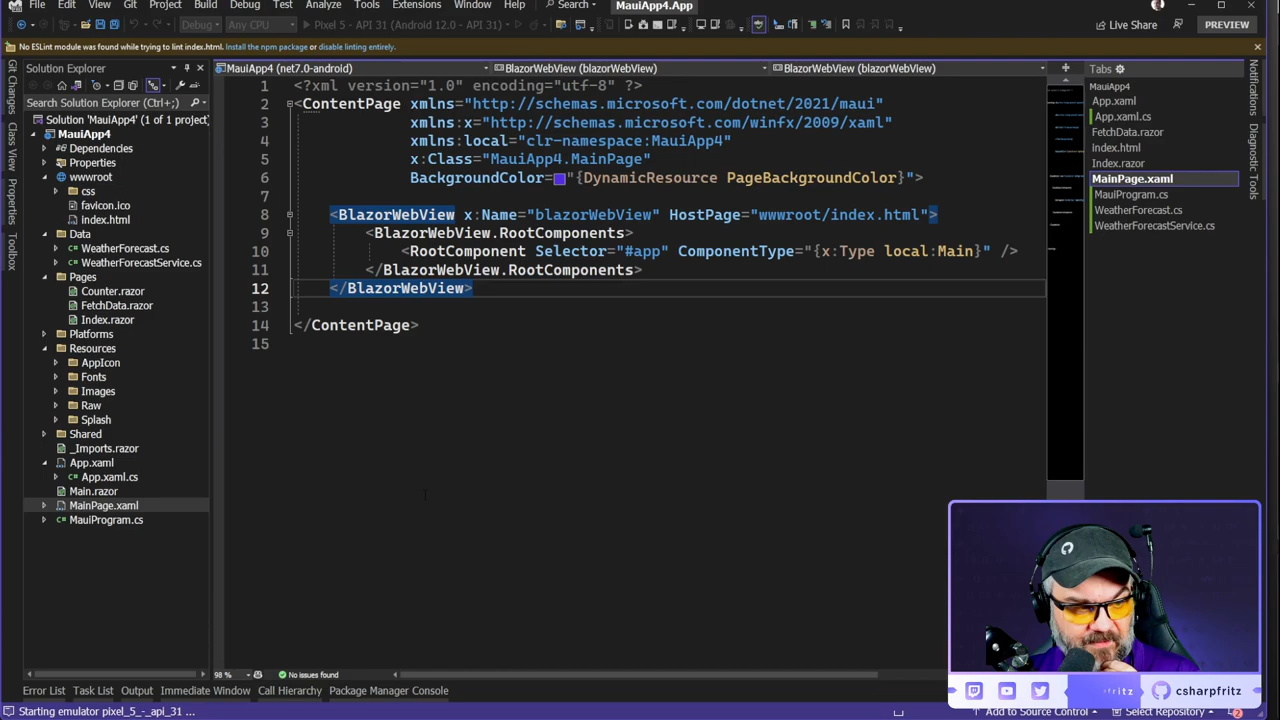 File Edit View Git Project Build Debug Test Analyze Tools Extensions Window Help Search MauiApp4.App
Debug Any CPU Pixel 5 - API 31 (Android 12.0 - API 31) Live Share PREVIEW
No ESLint module was found while trying to lint index.html. Install the npm package or disable linting entirely.
Git Changes
Class View
Properties
Toolbox
Solution Explorer
Search Solution Explorer (Ctrl+;)
Solution 'MauiApp4' (1 of 1 project)
MauiApp4
Dependencies
Properties
wwwroot
css
favicon.ico
index.html
Data
WeatherForecast.cs
WeatherForecastService.cs
Pages
Counter.razor
FetchData.razor
Index.razor
Platforms
Resources
AppIcon
Fonts
Images
Raw
Splash
Shared
_Imports.razor
App.xaml
App.xaml.cs
Main.razor
MainPage.xaml
MauiProgram.cs
MauiApp4 (net7.0-android) BlazorWebView (blazorWebView) BlazorWebView (blazorWebView)
1 <?xml version="1.0" encoding="utf-8" ?>
2 <ContentPage xmlns="http://schemas.microsoft.com/dotnet/2021/maui"
3 xmlns:x="http://schemas.microsoft.com/winfx/2009/xaml"
4 xmlns:local="clr-namespace:MauiApp4"
5 x:Class="MauiApp4.MainPage"
6 BackgroundColor="{DynamicResource PageBackgroundColor}">
7
8 <BlazorWebView x:Name="blazorWebView" HostPage="wwwroot/index.html">
9 <BlazorWebView.RootComponents>
10 <RootComponent Selector="#app" ComponentType="{x:Type local:Main}" />
11 </BlazorWebView.RootComponents>
12 </BlazorWebView>
13
14 </ContentPage>
15
98 % No issues found
Tabs
MauiApp4
App.xaml
App.xaml.cs
FetchData.razor
Index.html
Index.razor
MainPage.xaml
MauiProgram.cs
WeatherForecast.cs
WeatherForecastService.cs
Notifications
Diagnostic Tools
fritz csharpfritz
Error List Task List Output Immediate Window Call Hierarchy Package Manager Console
Starting emulator pixel_5_-_api_31 ... Add to Source Control Select Repository 2